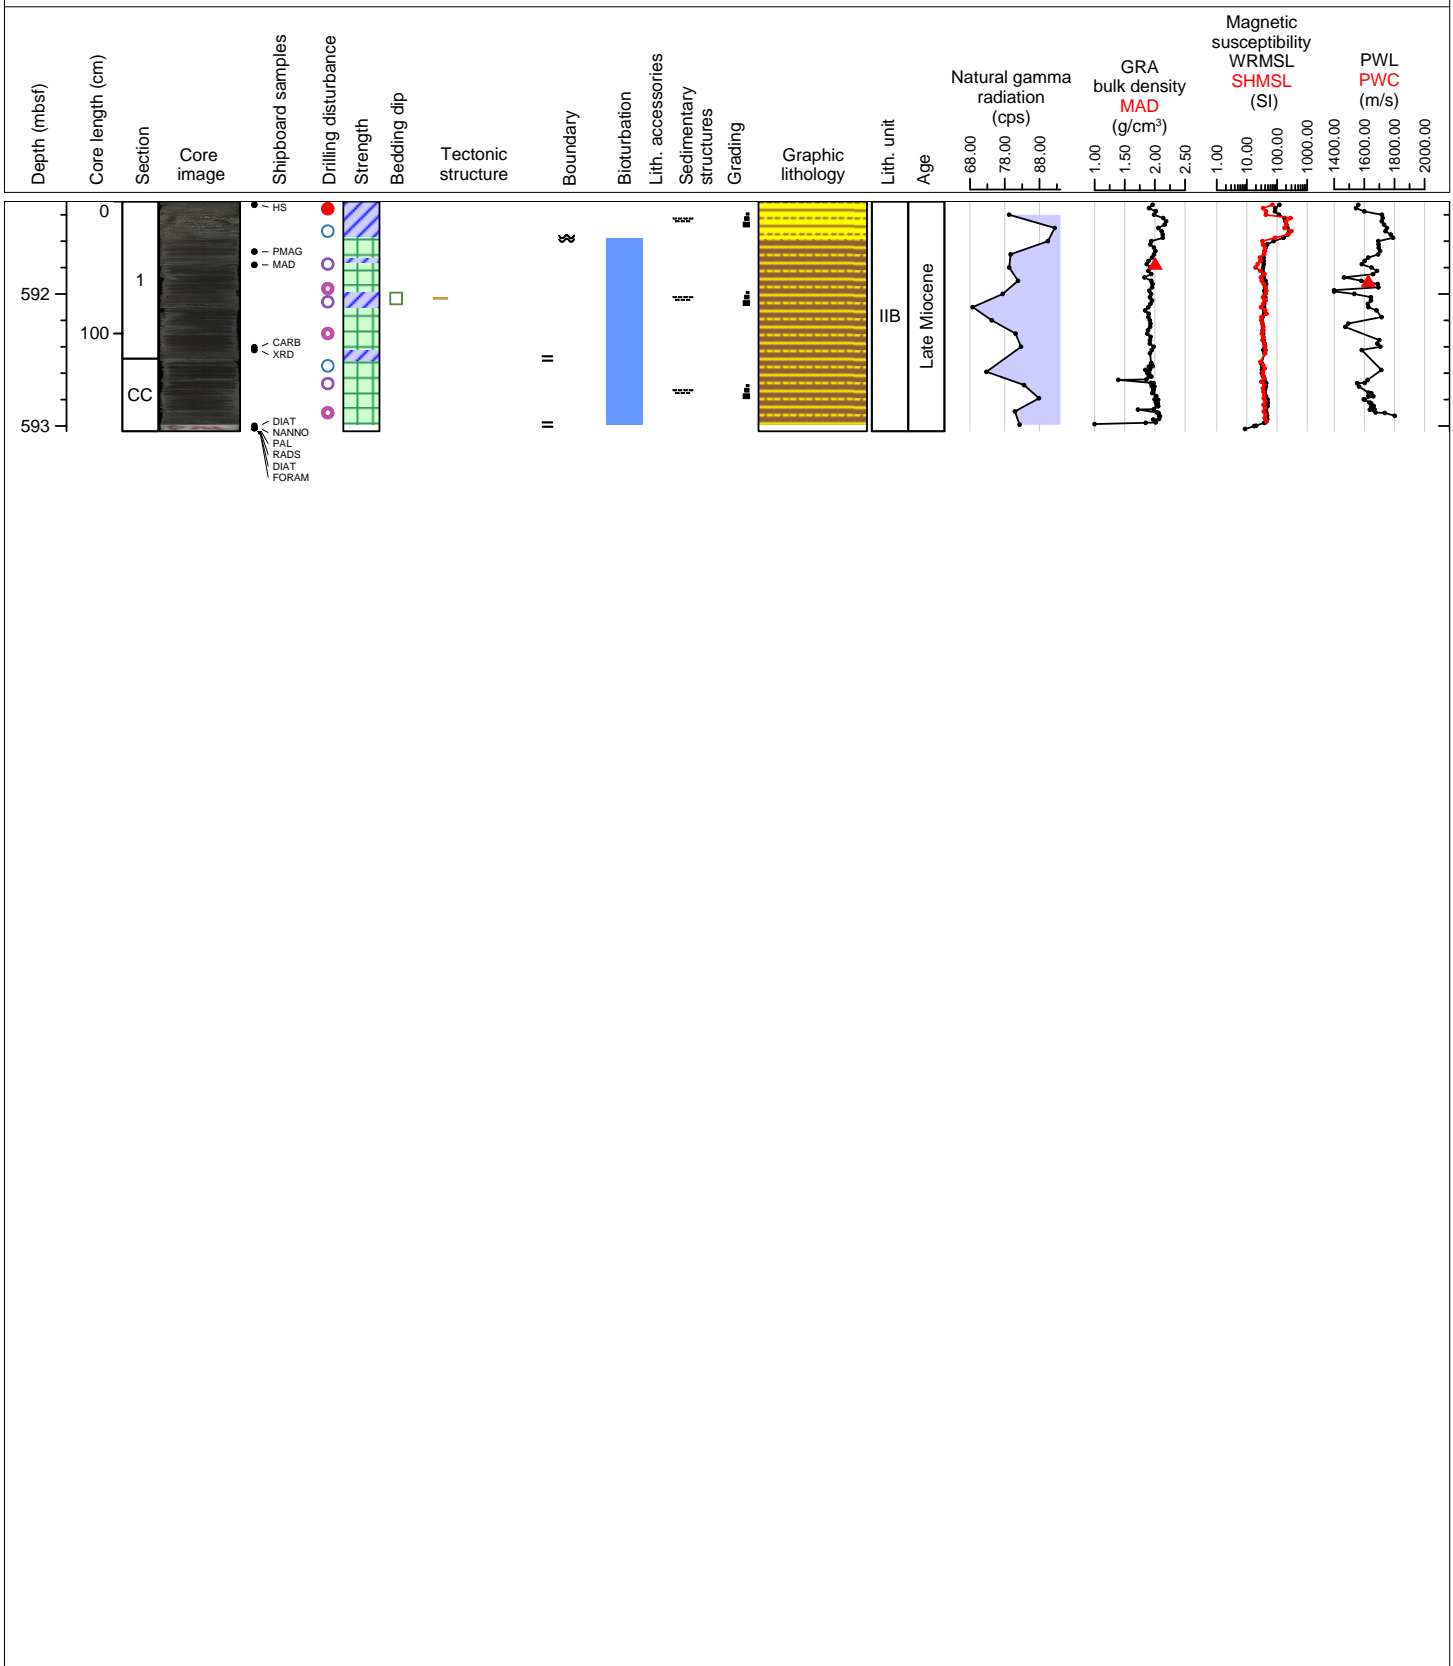 Depth (mbsf)
Core length (cm)
Section
Core
image
Shipboard samples
Drilling disturbance
Strength
Bedding dip
Tectonic
structure
Boundary
Bioturbation
Lith. accessories
Sedimentary
structures
Grading
Graphic
lithology
Lith. unit
Age
Natural gamma
radiation
(cps)
68.00
78.00
88.00
GRA
bulk density
MAD
(g/cm³)
1.00
1.50
2.00
2.50
Magnetic
susceptibility
WRMSL
SHMSL
(SI)
1.00
10.00
100.00
1000.00
PWL
PWC
(m/s)
1400.00
1600.00
1800.00
2000.00
592
593
0
100
1
CC
HS
PMAG
MAD
CARB
XRD
DIAT
NANNO
PAL
RADS
DIAT
FORAM
IIB
Late Miocene